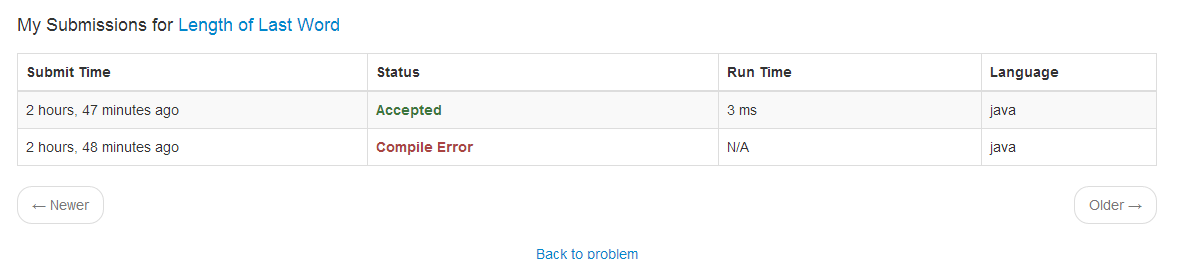 My Submissions for Length of Last Word
Submit Time Status Run Time Language
2 hours, 47 minutes ago Accepted 3 ms java
2 hours, 48 minutes ago Compile Error N/A java
← Newer Older →
Back to problem